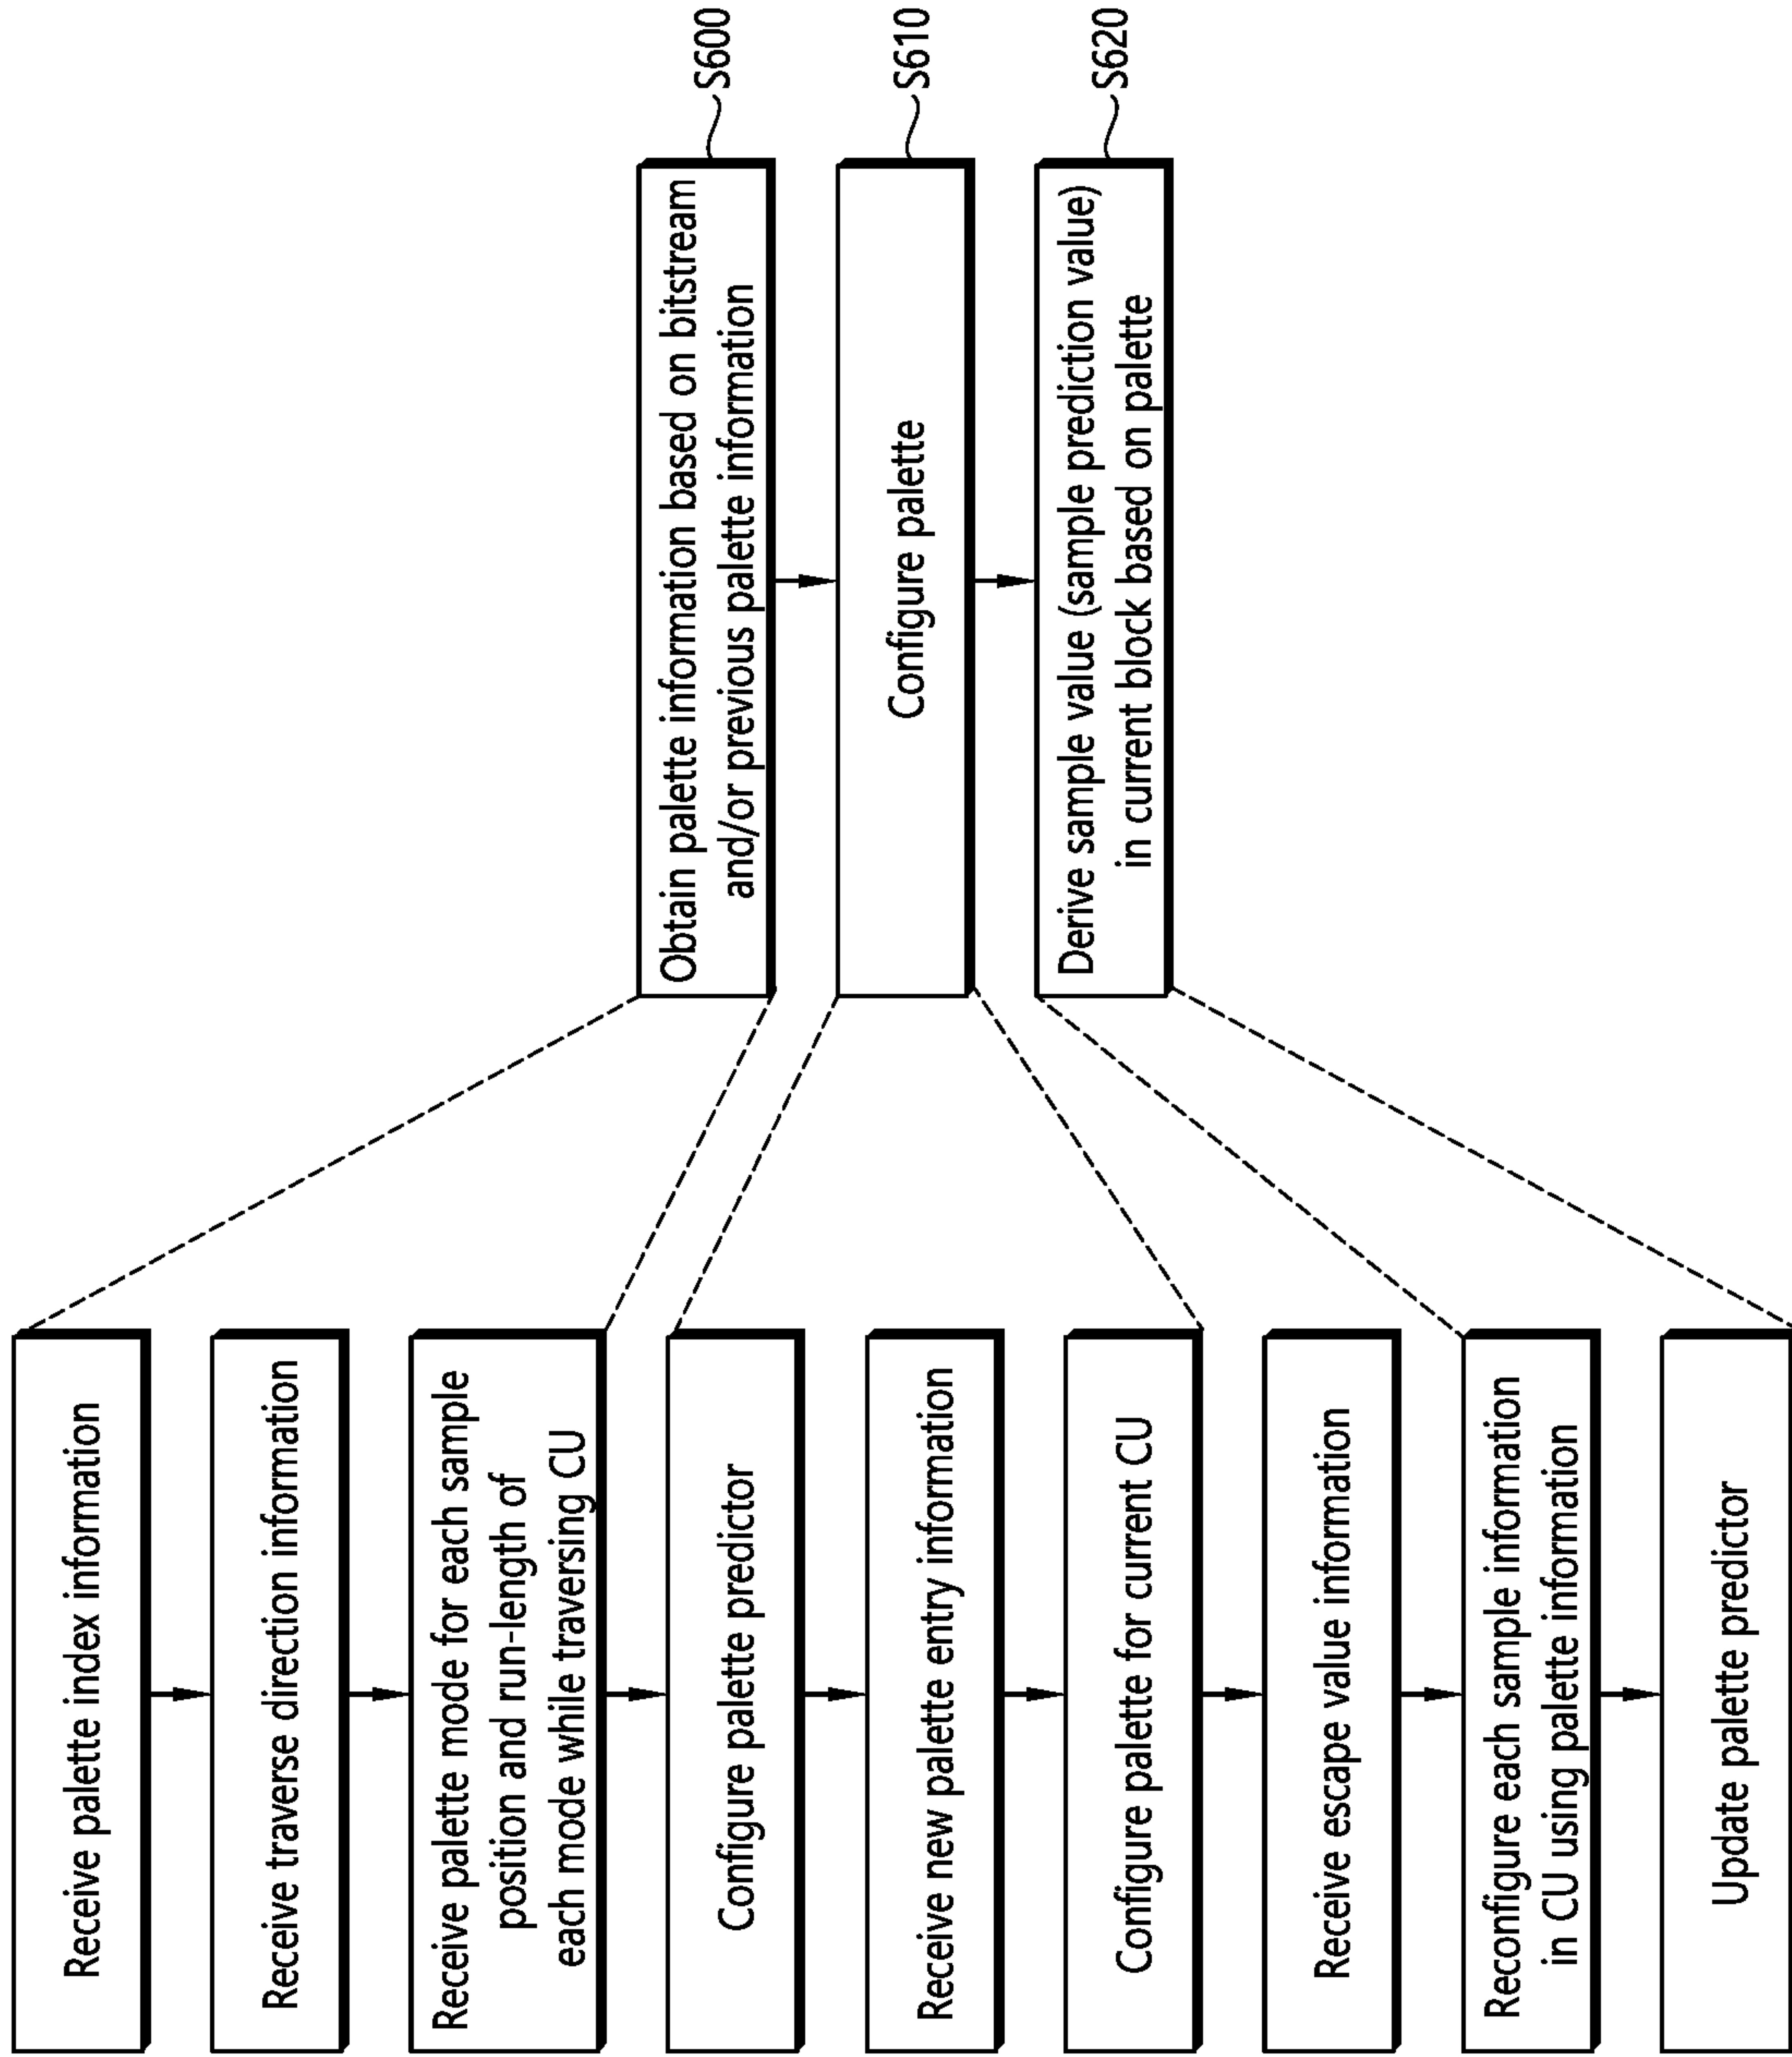 Receive palette index information
Receive traverse direction information
Receive palette mode for each sample
position and run-length of
each mode while traversing CU
Configure palette predictor
Receive new palette entry information
Configure palette for current CU
Receive escape value information
Reconfigure each sample information
in CU using palette information
Update palette predictor
Obtain palette information based on bitstream
and/or previous palette information
S600
Configure palette
S610
Derive sample value (sample prediction value)
in current block based on palette
S620